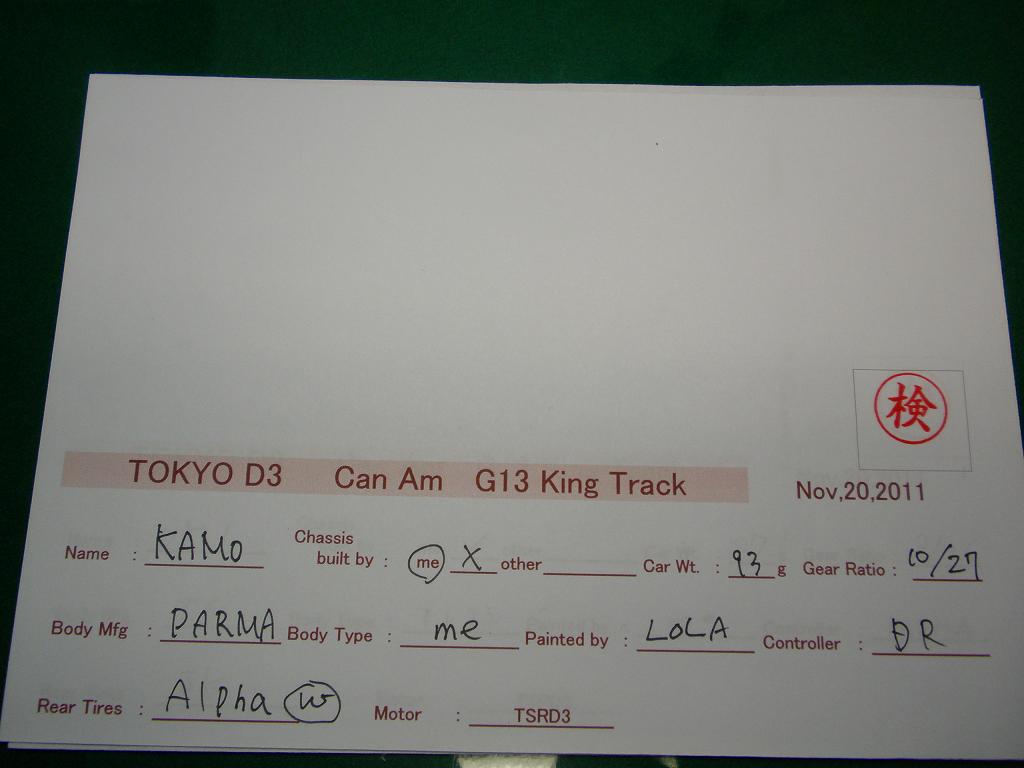 検
TOKYO D3 Can Am G13 King Track Nov,20,2011
Name : KAMO Chassis built by : me X other Car Wt. : 93 g Gear Ratio : 10/27
Body Mfg : PARMA Body Type : me Painted by : LOLA Controller : DR
Rear Tires : Alpha W Motor : TSRD3